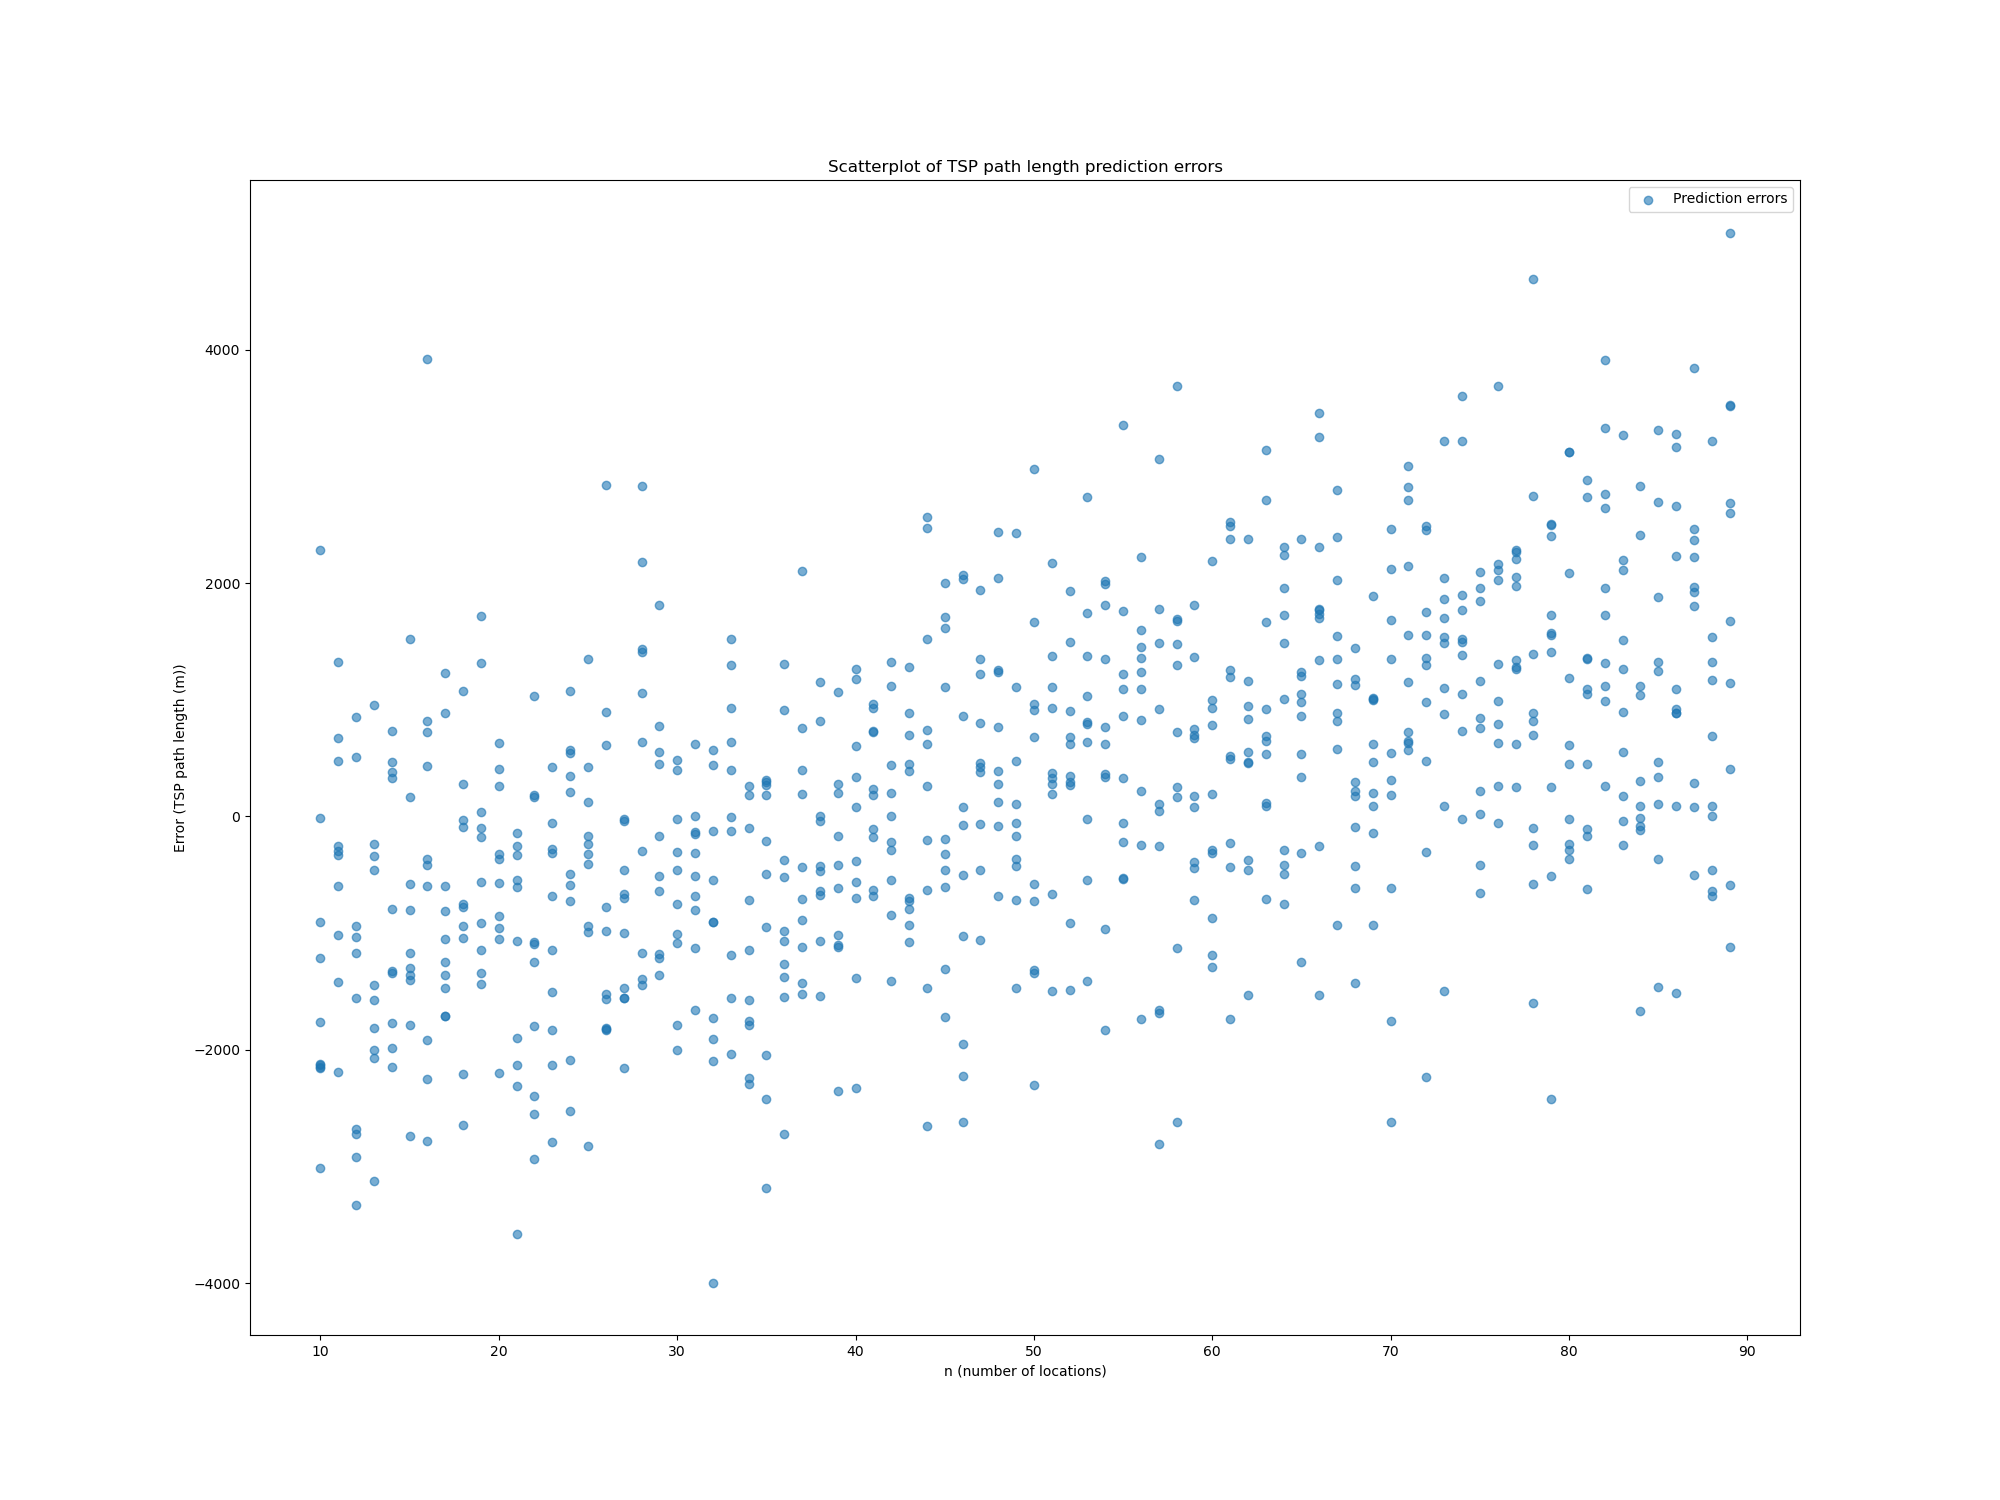 Scatterplot of TSP path length prediction errors
Prediction errors
4000
2000
0
−2000
−4000
Error (TSP path length (m))
10 20 30 40 50 60 70 80 90
n (number of locations)